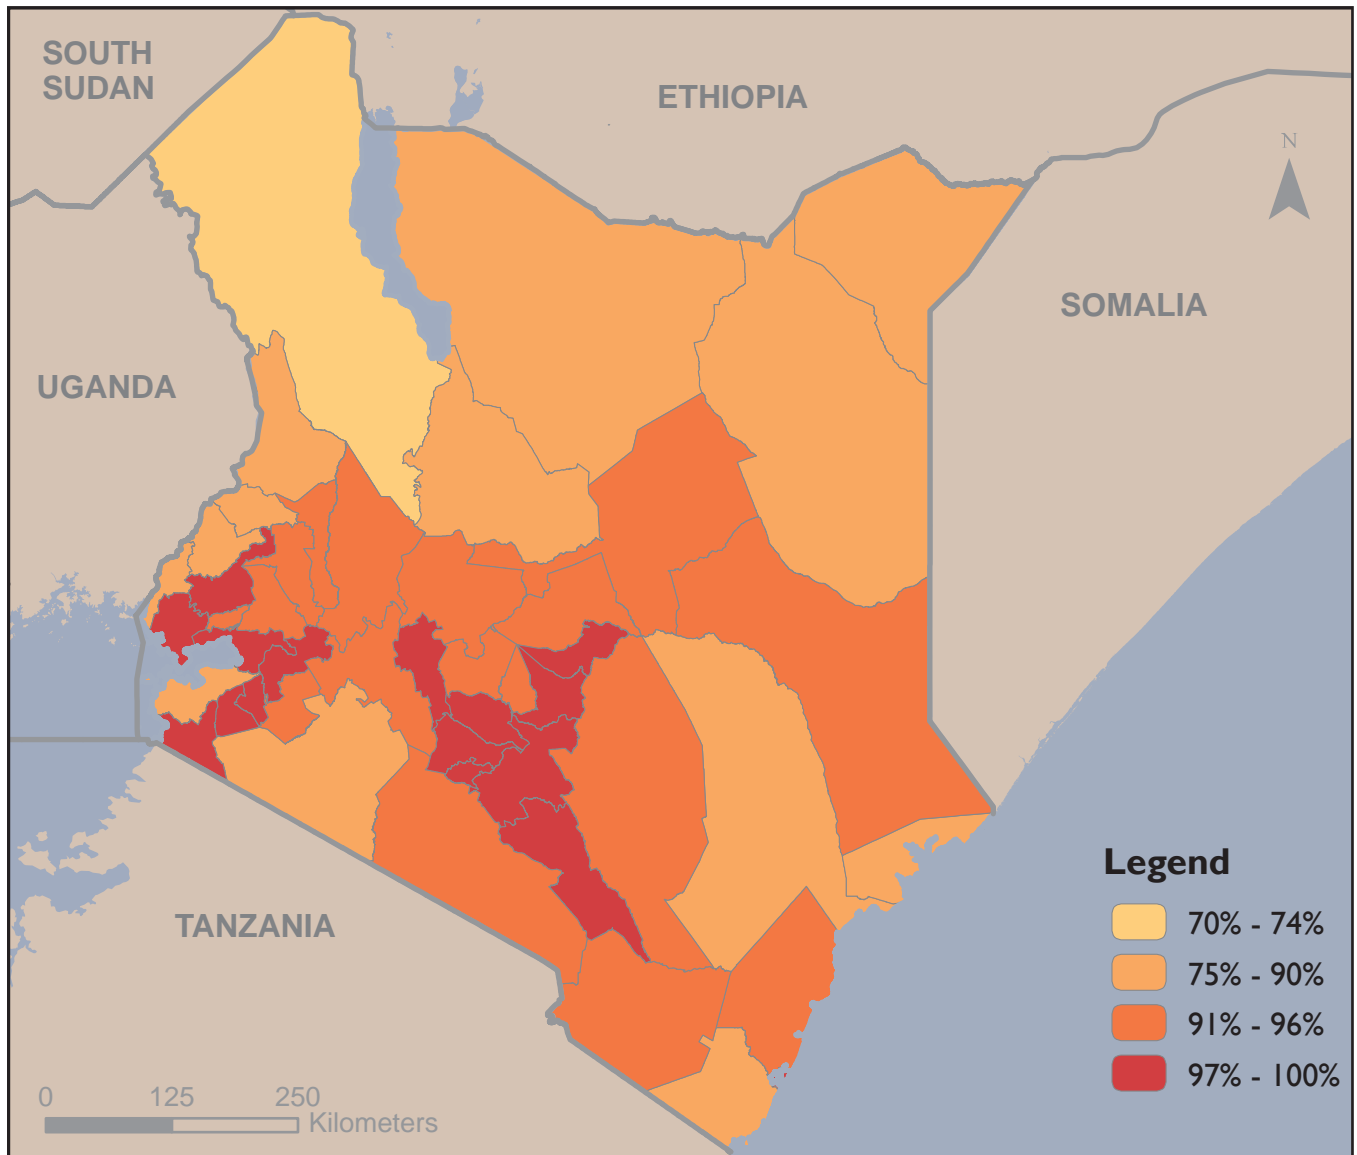 SOUTH
SUDAN
ETHIOPIA
N
SOMALIA
UGANDA
TANZANIA
Legend
70% - 74%
75% - 90%
91% - 96%
97% - 100%
0 125 250
Kilometers